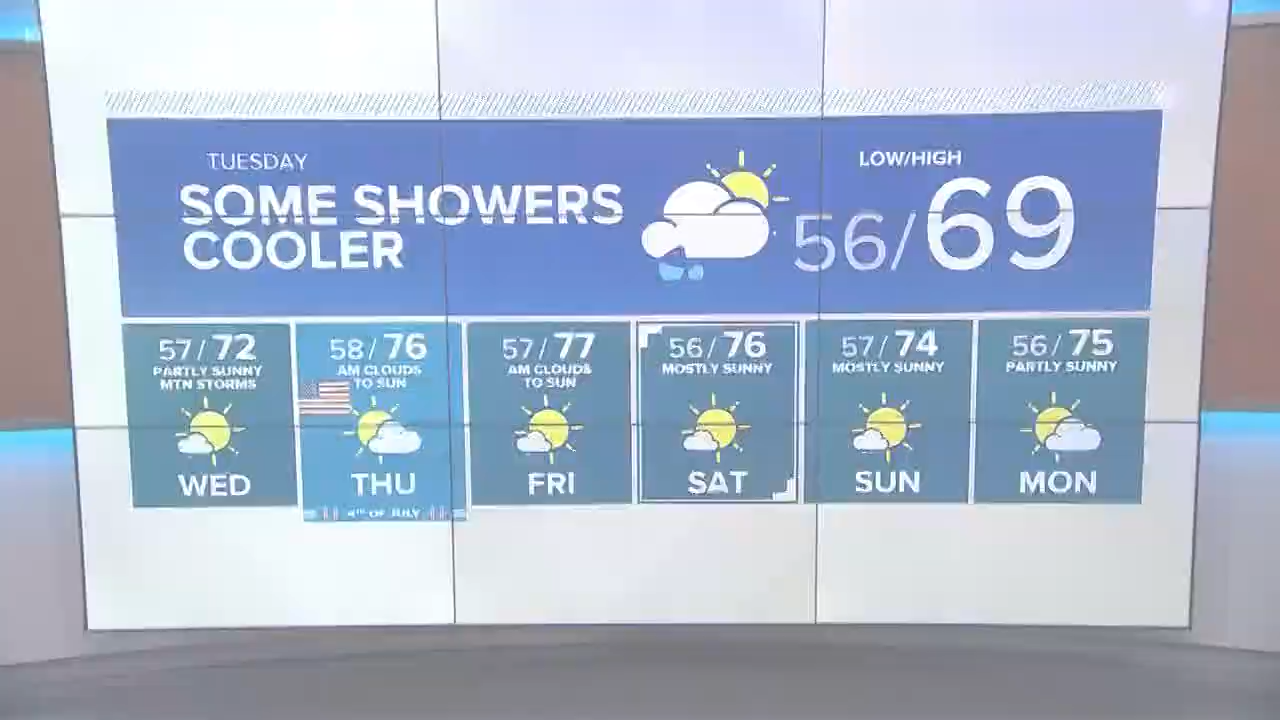 TUESDAY
SOME SHOWERS
COOLER
LOW/HIGH
56/69
57/72
PARTLY SUNNY
MTN STORMS
WED
58/76
AM CLOUDS
TO SUN
THU
4TH OF JULY
57/77
AM CLOUDS
TO SUN
FRI
56/76
MOSTLY SUNNY
SAT
57/74
MOSTLY SUNNY
SUN
56/75
PARTLY SUNNY
MON